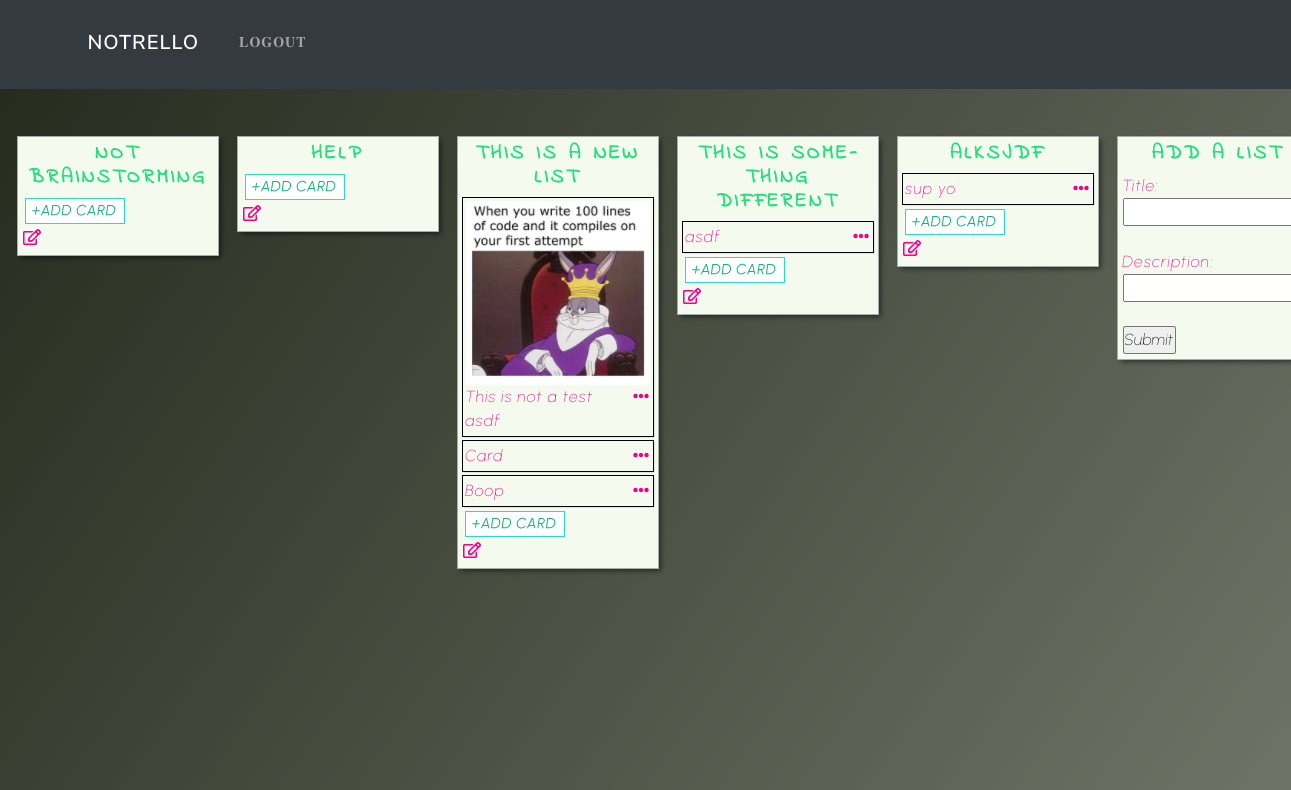 NOTRELLO
LOGOUT
NOT
BRAINSTORMING
+ADD CARD
HELP
+ADD CARD
THIS IS A NEW
LIST
When you write 100 lines
of code and it compiles on
your first attempt
This is not a test
asdf
Card
Boop
+ADD CARD
THIS IS SOME-
THING
DIFFERENT
asdf
+ADD CARD
ALKSJDF
sup yo
+ADD CARD
ADD A LIST
Title:
Description:
Submit